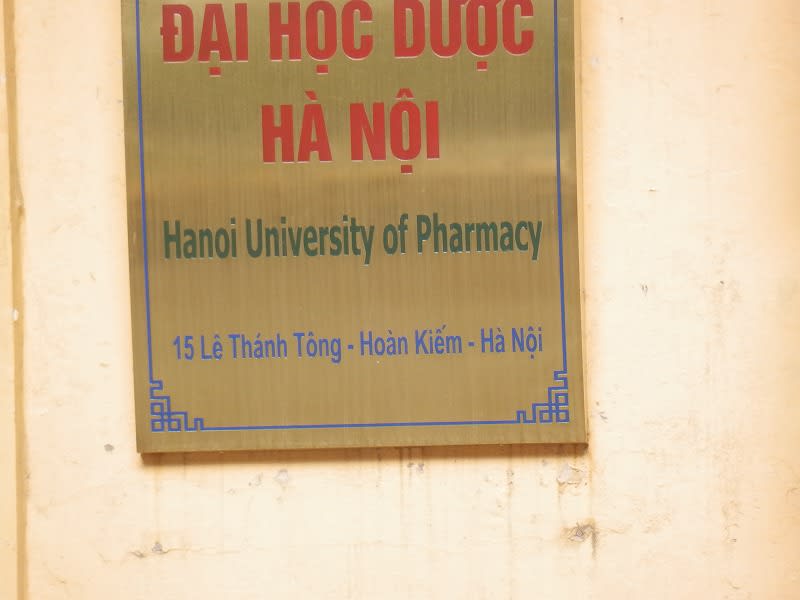 ĐẠI HỌC DƯỢC
HÀ NỘI
Hanoi University of Pharmacy
15 Lê Thánh Tông - Hoàn Kiếm - Hà Nội